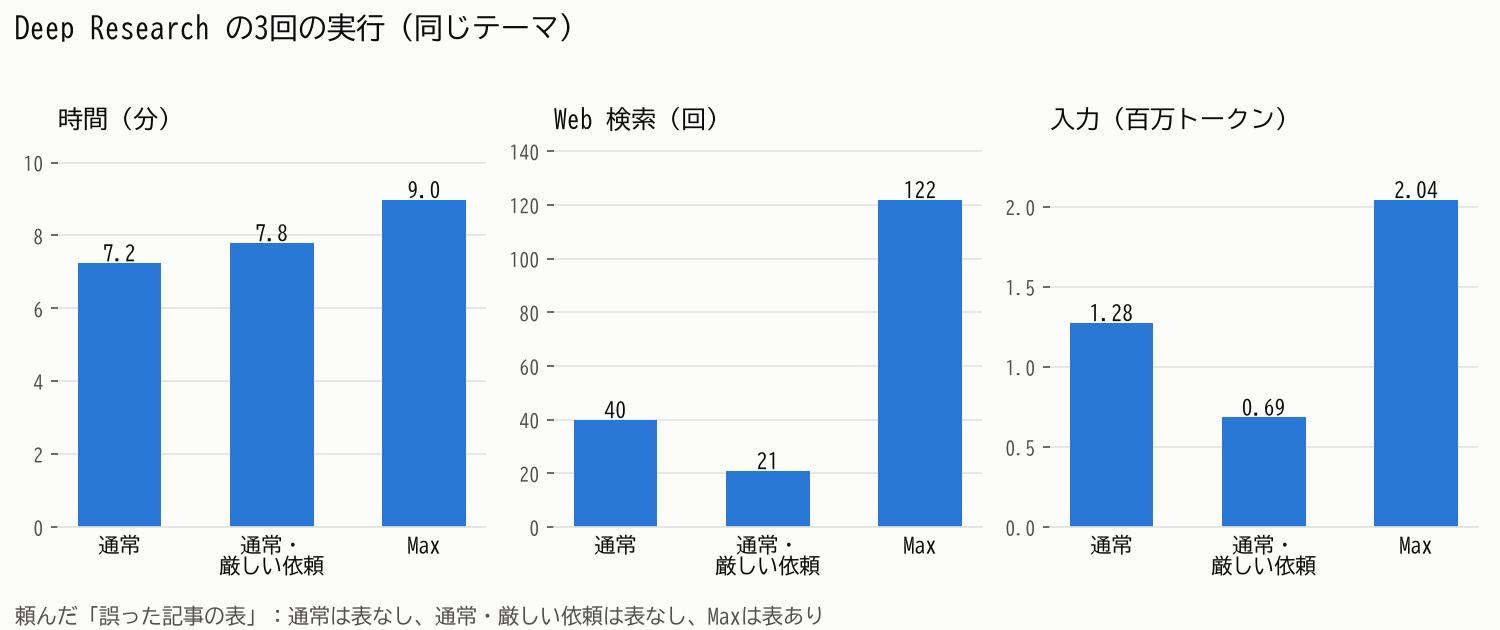 Deep Research の3回の実行（同じテーマ）
時間（分）
10
8
6
4
2
0
7.2
7.8
9.0
通常
通常・
厳しい依頼
Max
Web 検索（回）
140
120
100
80
60
40
20
0
40
21
122
通常
通常・
厳しい依頼
Max
入力（百万トークン）
2.0
1.5
1.0
0.5
0.0
1.28
0.69
2.04
通常
通常・
厳しい依頼
Max
頼んだ「誤った記事の表」：通常は表なし、通常・厳しい依頼は表なし、Maxは表あり